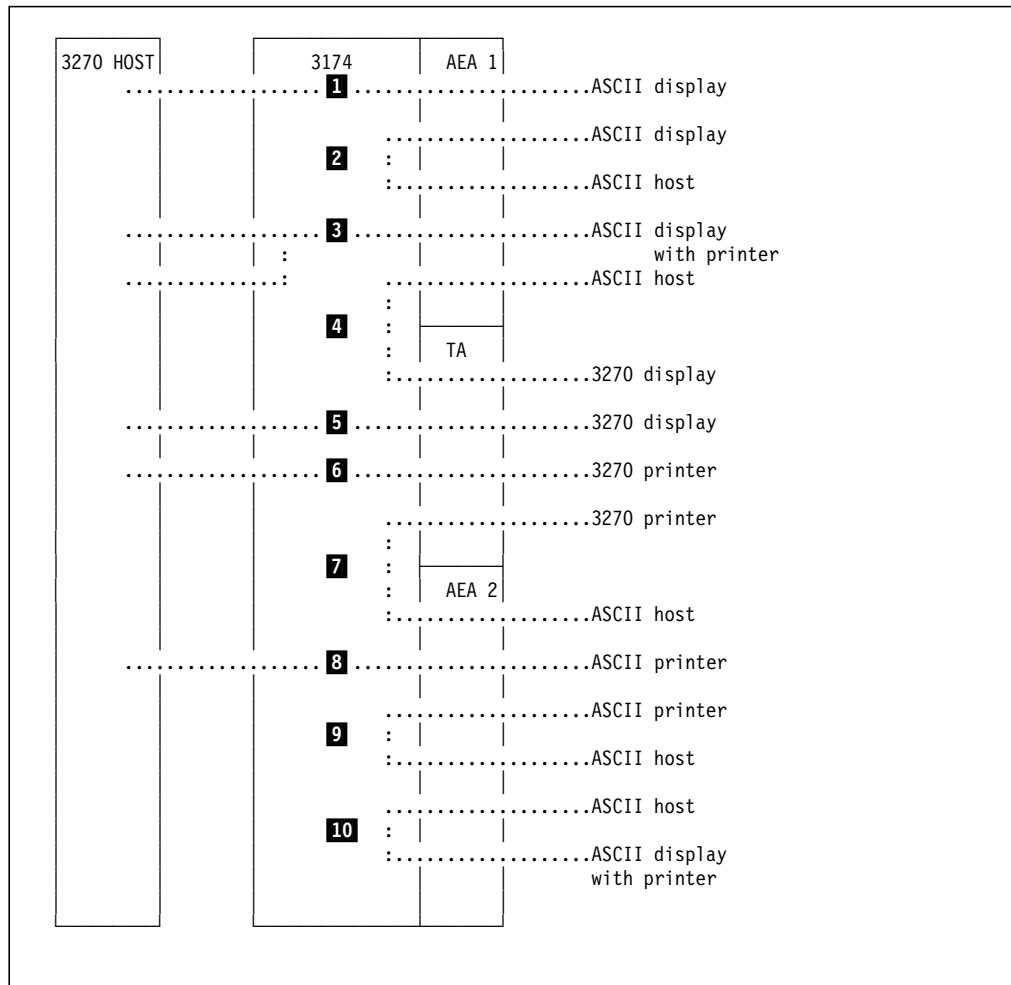 3270 HOST 3174 AEA 1
1 ASCII display
ASCII display
2
ASCII host
3 ASCII display
with printer
ASCII host
4
TA
3270 display
5 3270 display
6 3270 printer
3270 printer
7
AEA 2
ASCII host
8 ASCII printer
ASCII printer
9
ASCII host
ASCII host
10
ASCII display
with printer